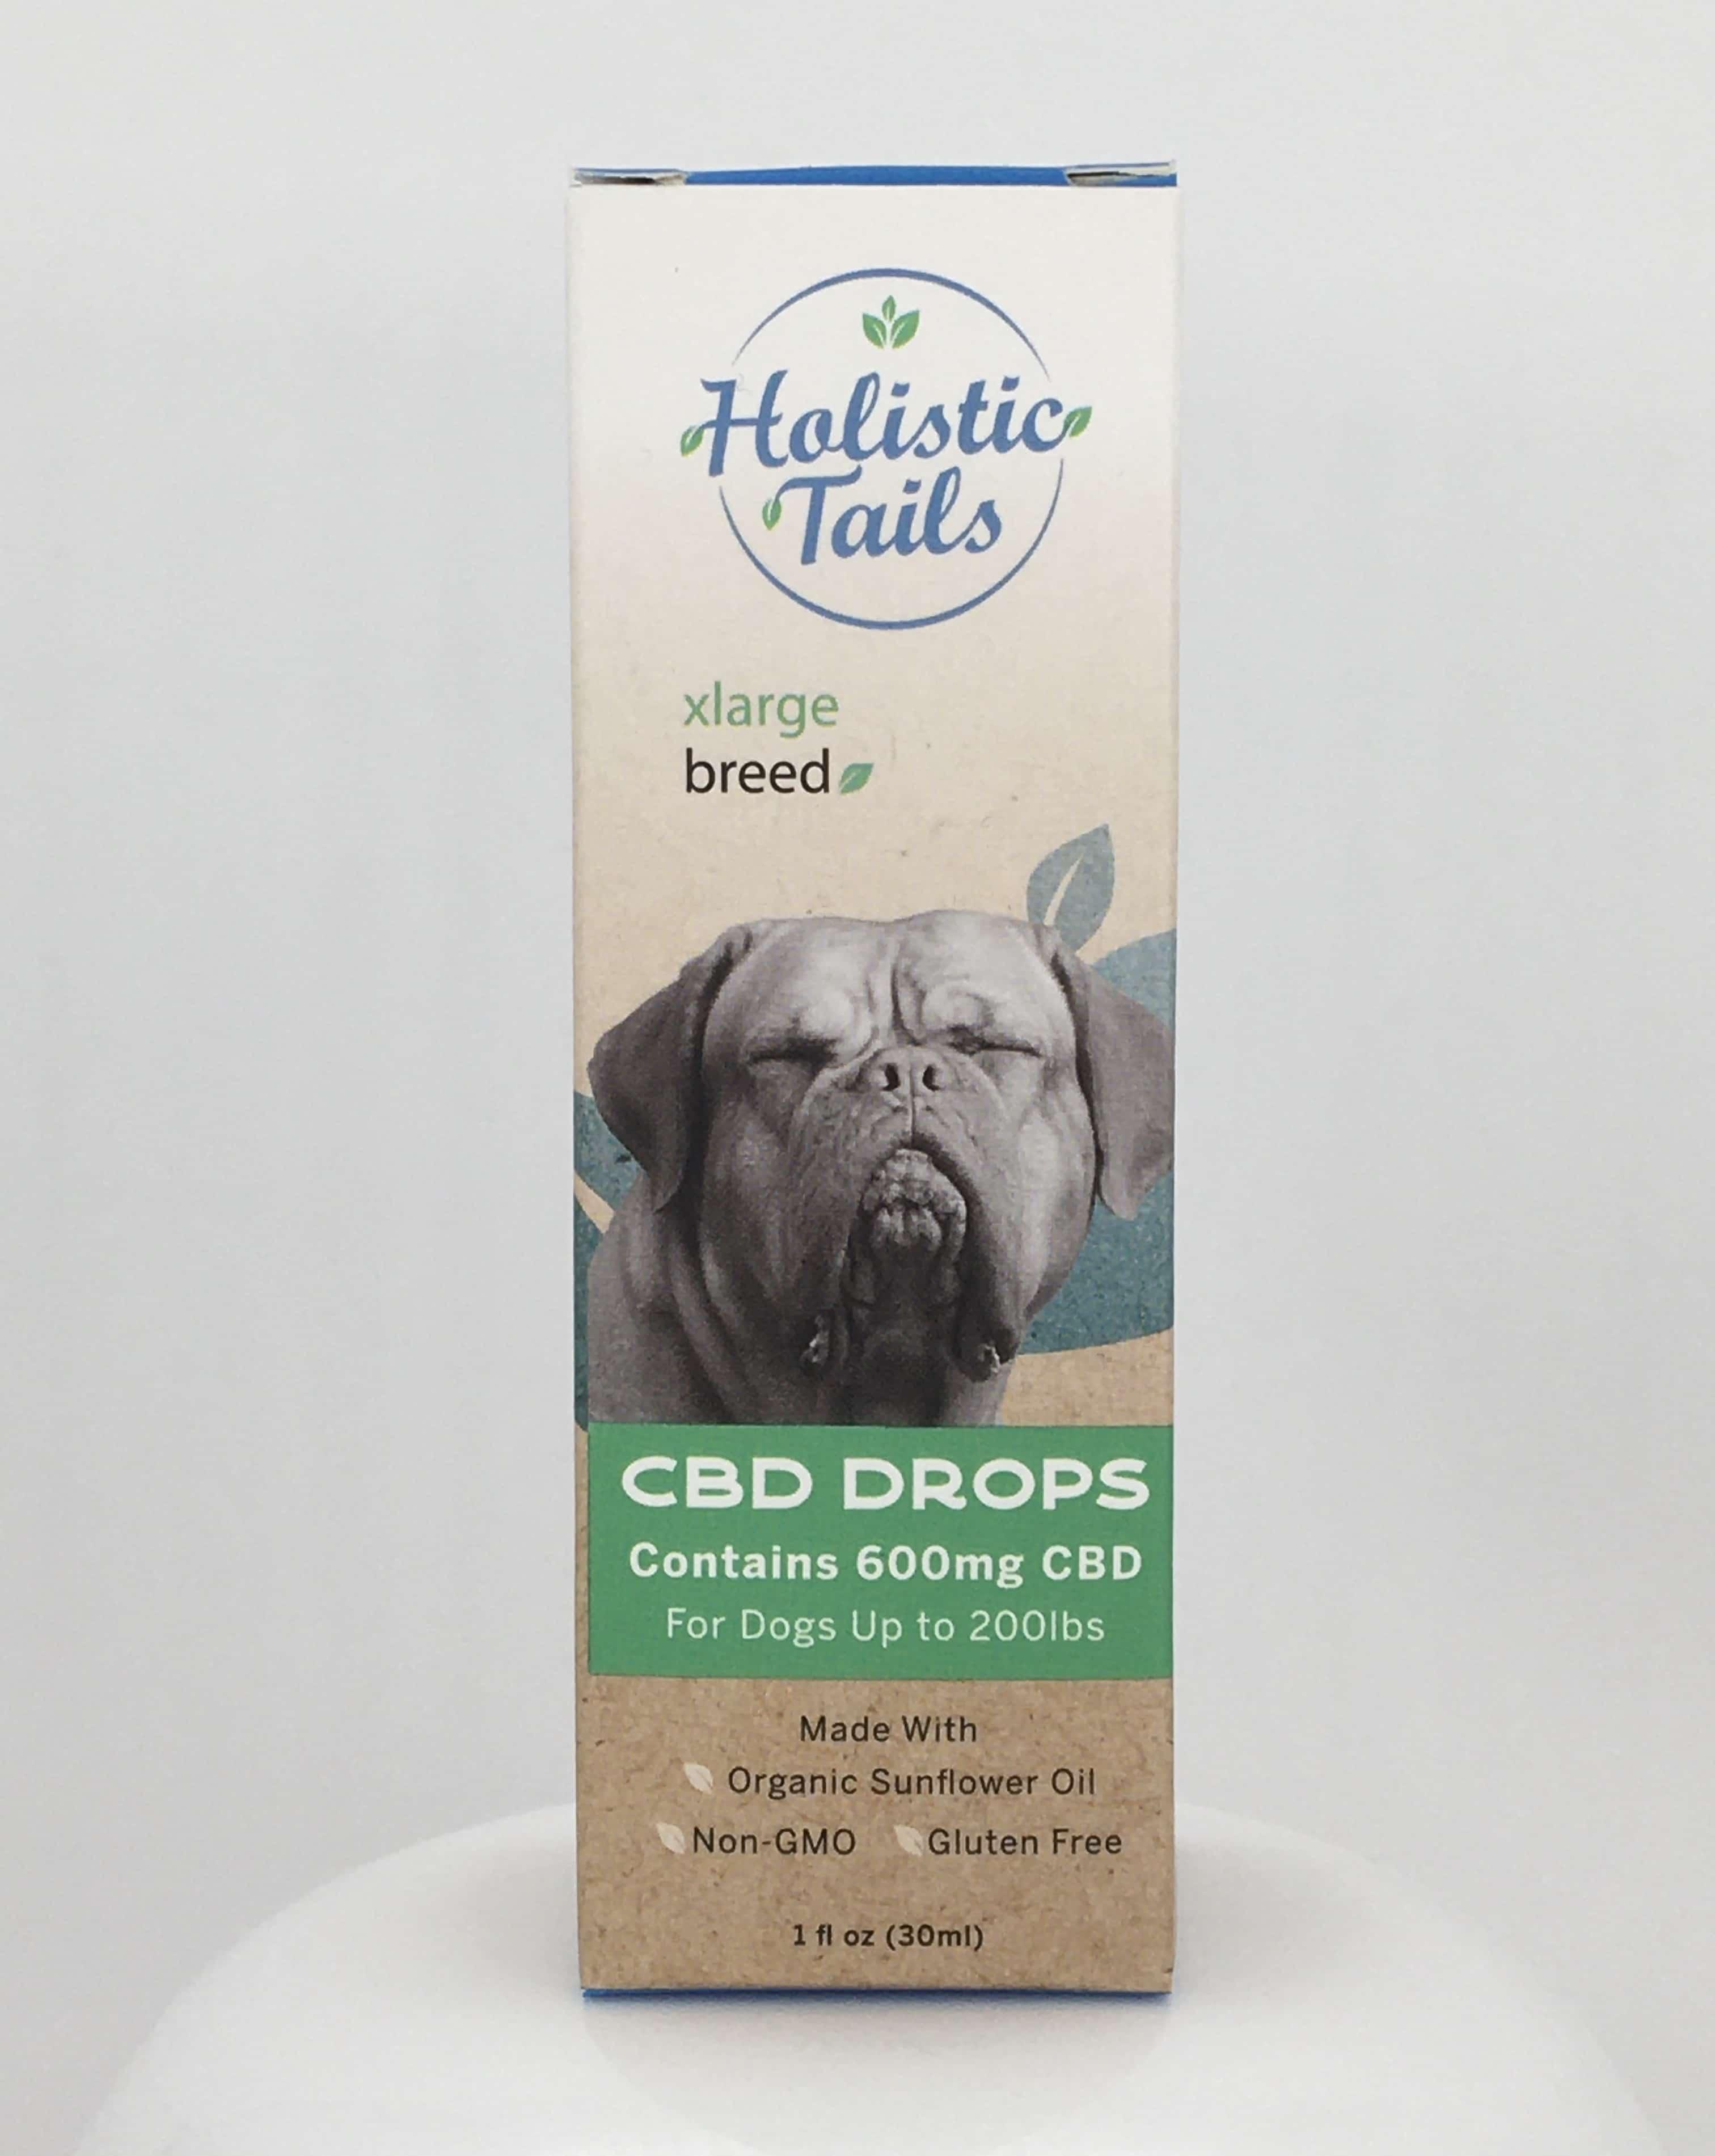 Holistic
Tails
xlarge
breed
CBD DROPS
Contains 600mg CBD
For Dogs Up to 200lbs
Made With
Organic Sunflower Oil
Non-GMO Gluten Free
1 fl oz (30ml)